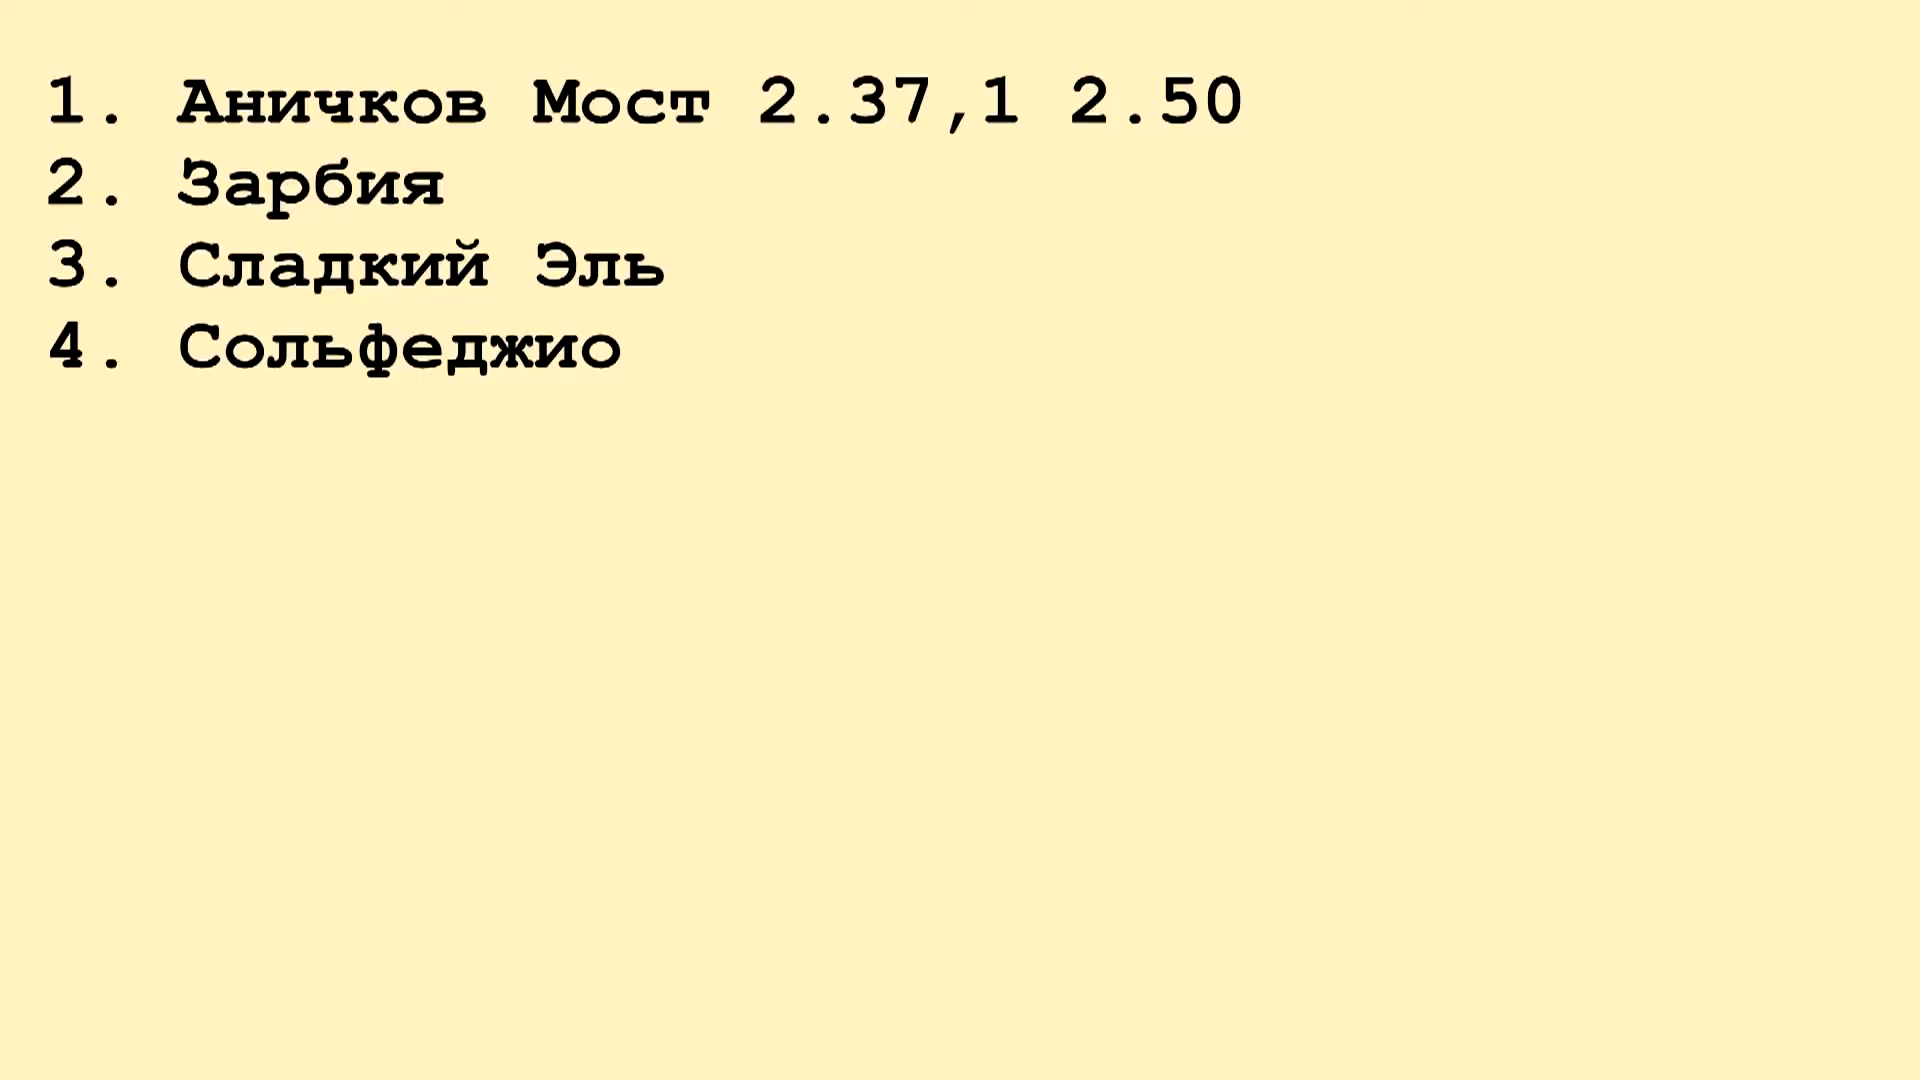 1. Аничков Мост 2.37,1 2.50
2. Зарбия
3. Сладкий Эль
4. Сольфеджио